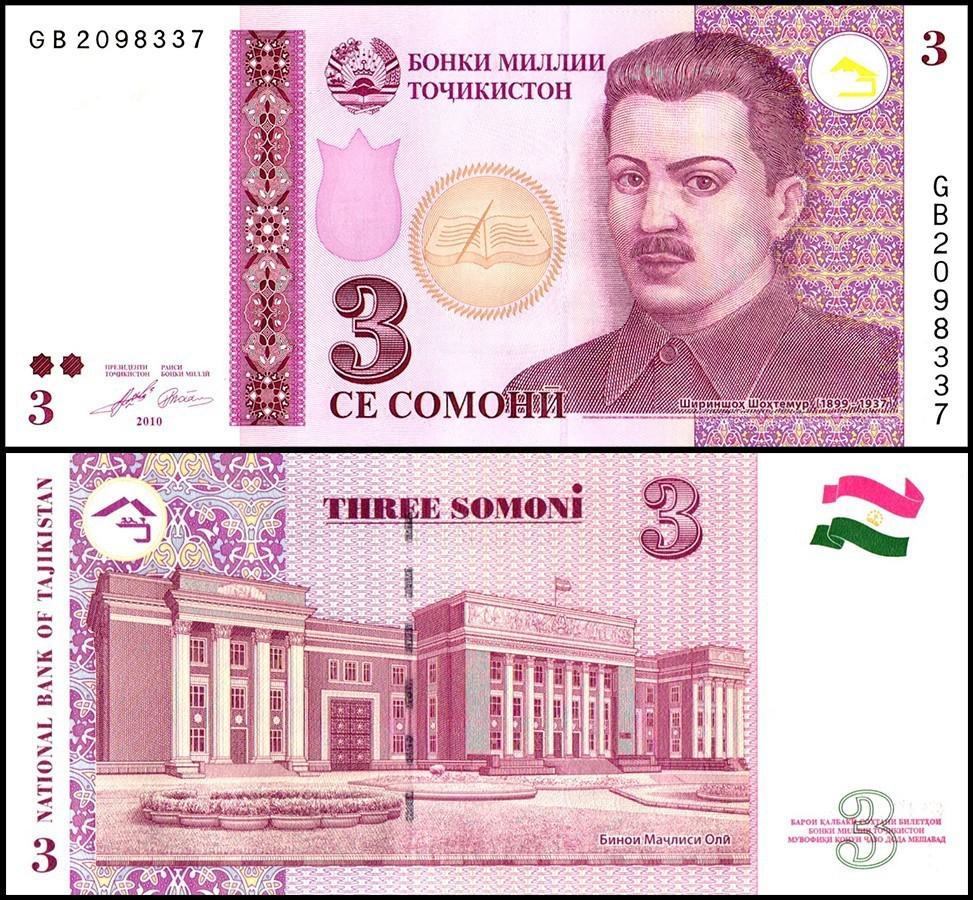 GB2098337
БОНКИ МИЛЛИИ
ТОҶИКИСТОН
3
GB2098337
3
СЕ СОМОНӢ
ПРЕЗИДЕНТИ
ТОҶИКИСТОН
РАИСИ
БОНКИ МИЛЛӢ
3
2010
Шириншоҳ Шоҳтемур (1899 - 1937)
NATIONAL BANK OF TAJIKISTAN
3
THREE SOMONi
3
Бинои Маҷлиси Олӣ
3
БАРОИ ҚАЛБАКӢ СОХТАНИ БИЛЕТҲОИ
БОНКИ МИЛЛИИ ТОҶИКИСТОН
МУВОФИҚИ ҚОНУН ҶАЗО ДОДА МЕШАВАД